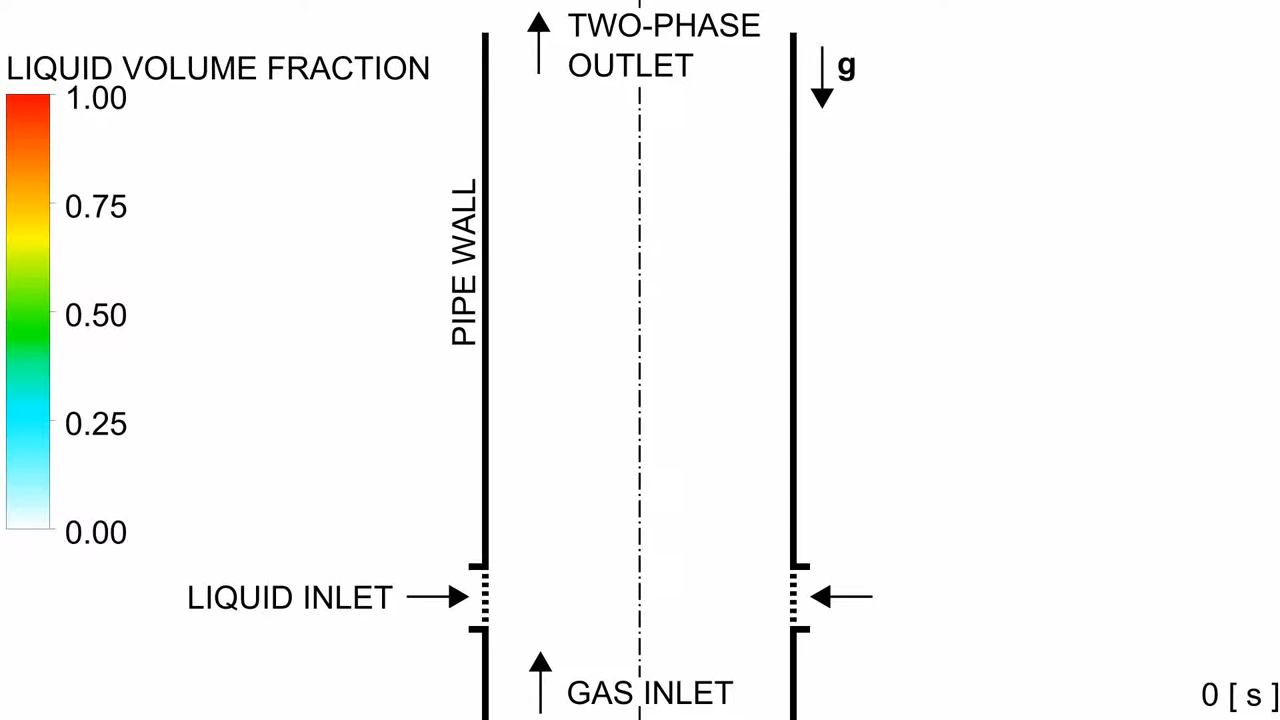 TWO-PHASE
OUTLET
g
LIQUID VOLUME FRACTION
1.00
0.75
0.50
0.25
0.00
PIPE WALL
LIQUID INLET
GAS INLET
0 [ s ]